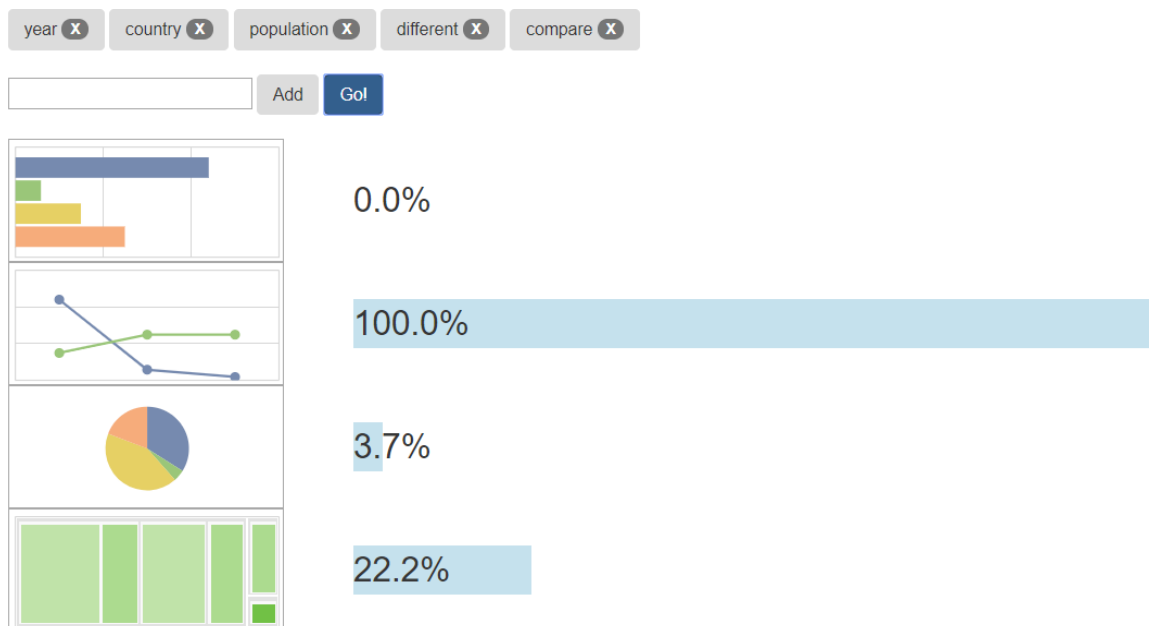 year X country X population X different X compare X
Add Go!
0.0%
100.0%
3.7%
22.2%